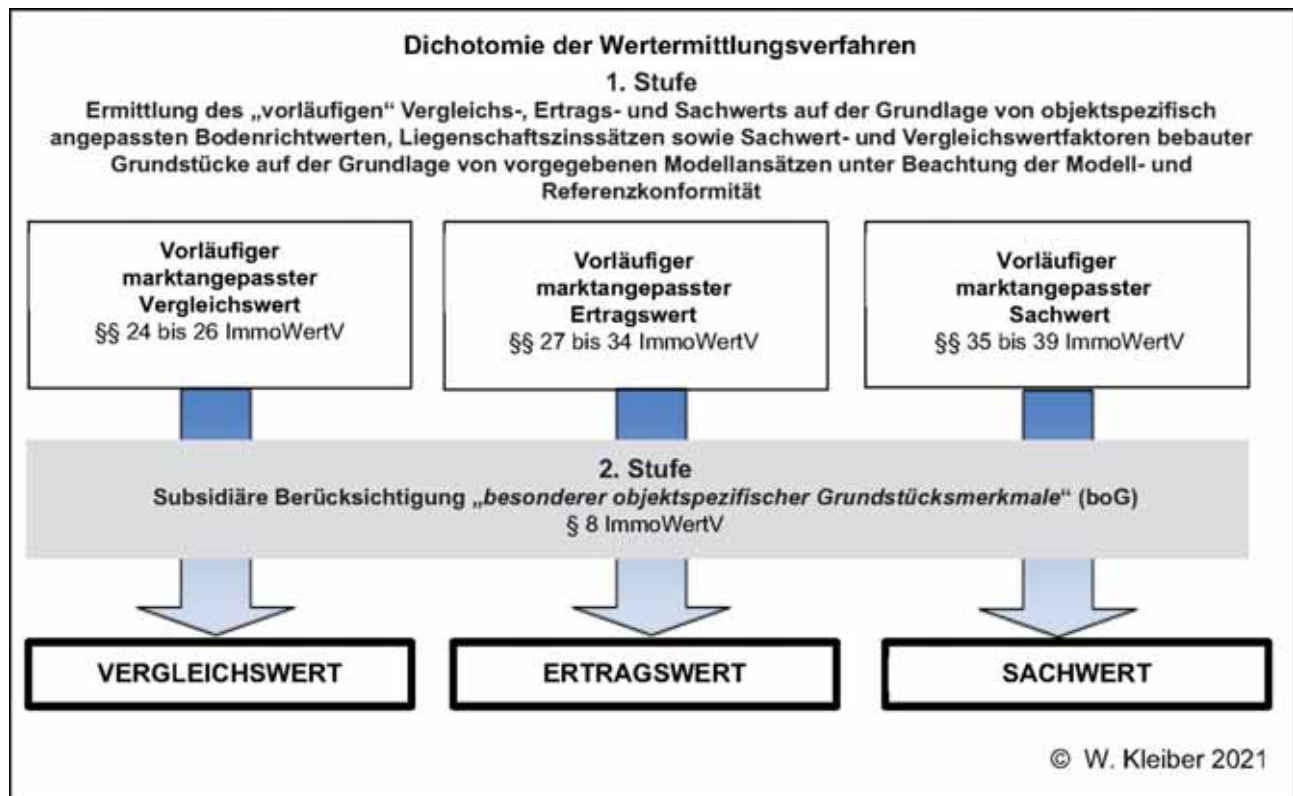 Dichotomie der Wertermittlungsverfahren
1. Stufe
Ermittlung des „vorläufigen“ Vergleichs-, Ertrags- und Sachwerts auf der Grundlage von objektspezifisch
angepassten Bodenrichtwerten, Liegenschaftszinssätzen sowie Sachwert- und Vergleichswertfaktoren bebauter
Grundstücke auf der Grundlage von vorgegebenen Modellansätzen unter Beachtung der Modell- und
Referenzkonformität
Vorläufiger
marktangepasster
Vergleichswert
§§ 24 bis 26 ImmoWertV
Vorläufiger
marktangepasster
Ertragswert
§§ 27 bis 34 ImmoWertV
Vorläufiger
marktangepasster
Sachwert
§§ 35 bis 39 ImmoWertV
2. Stufe
Subsidiäre Berücksichtigung „besonderer objektspezifischer Grundstücksmerkmale“ (boG)
§ 8 ImmoWertV
VERGLEICHSWERT
ERTRAGSWERT
SACHWERT
© W. Kleiber 2021